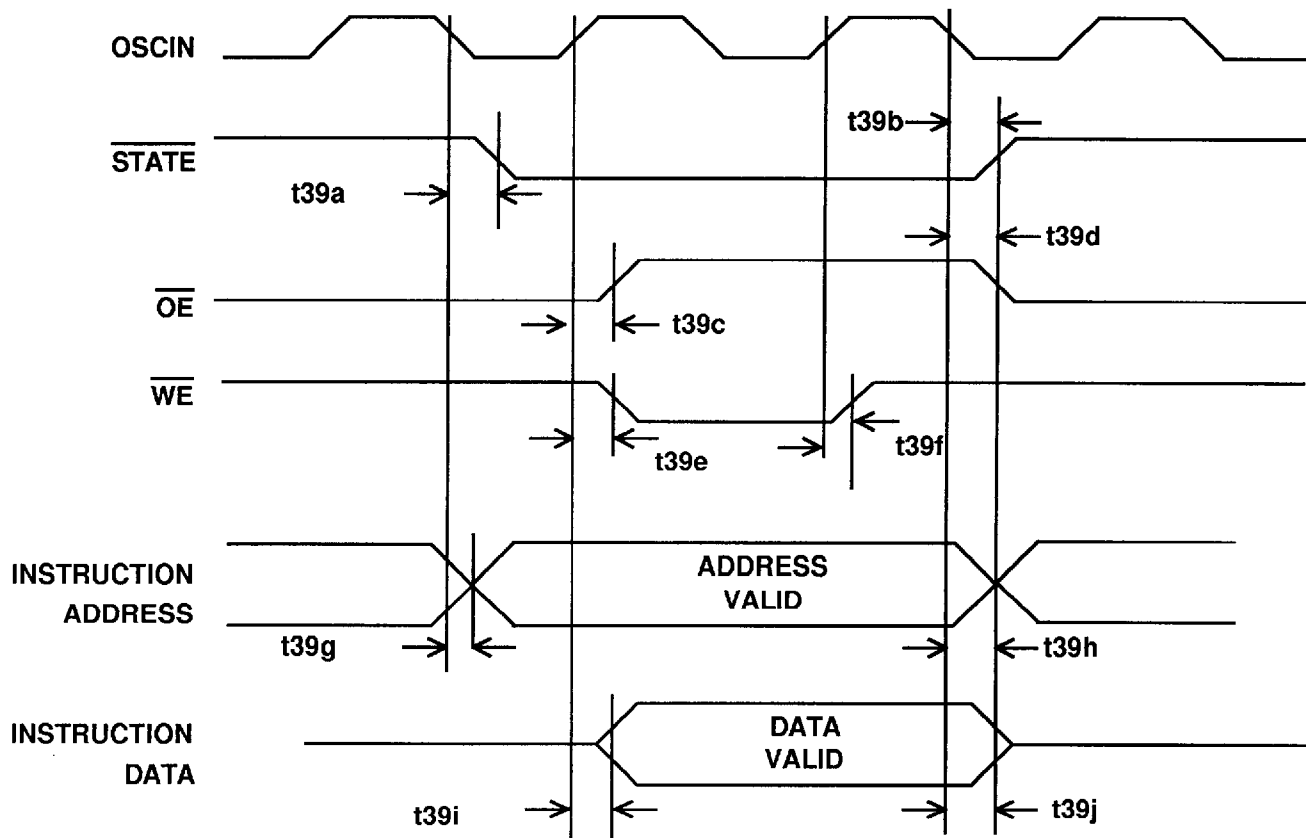 OSCIN
t39b
STATE
t39a
t39d
OE
t39c
WE
t39e
t39f
INSTRUCTION
ADDRESS
ADDRESS
VALID
t39g
t39h
INSTRUCTION
DATA
DATA
VALID
t39i
t39j